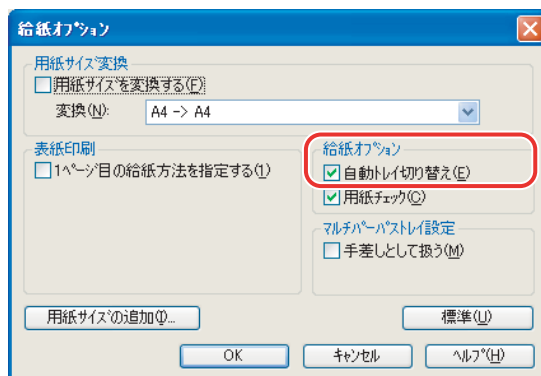 給紙オプション
用紙サイズ変換
用紙サイズを変換する(F)
変換(N): A4 -> A4
表紙印刷
1ページ目の給紙方法を指定する(1)
給紙オプション
自動トレイ切り替え(E)
用紙チェック(C)
マルチパーパストレイ設定
手差しとして扱う(M)
用紙サイズの追加(I)...
標準(U)
OK
キャンセル
ヘルプ(H)